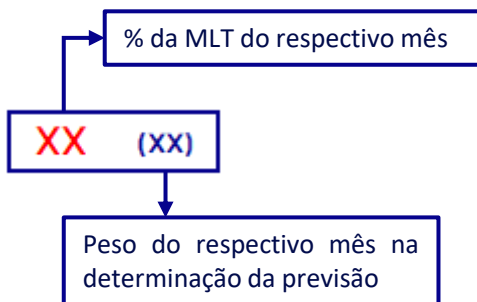 % da MLT do respectivo mês
XX (XX)
Peso do respectivo mês na
determinação da previsão